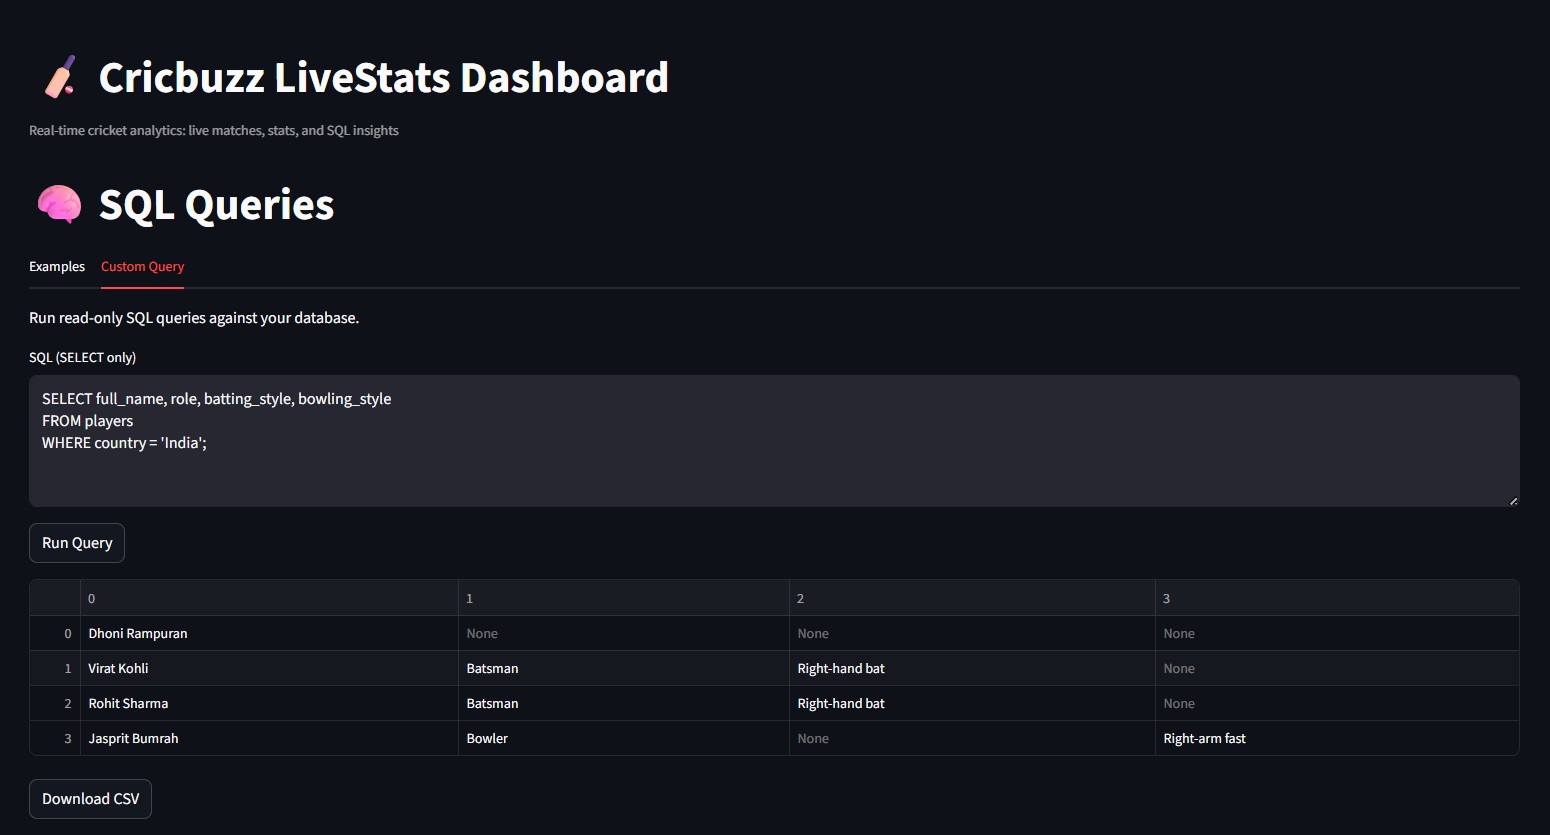 Cricbuzz LiveStats Dashboard
Real-time cricket analytics: live matches, stats, and SQL insights
SQL Queries
Examples Custom Query
Run read-only SQL queries against your database.
SQL (SELECT only)
SELECT full_name, role, batting_style, bowling_style
FROM players
WHERE country = 'India';
Run Query
0 1 2 3
0 Dhoni Rampuran None None None
1 Virat Kohli Batsman Right-hand bat None
2 Rohit Sharma Batsman Right-hand bat None
3 Jasprit Bumrah Bowler None Right-arm fast
Download CSV